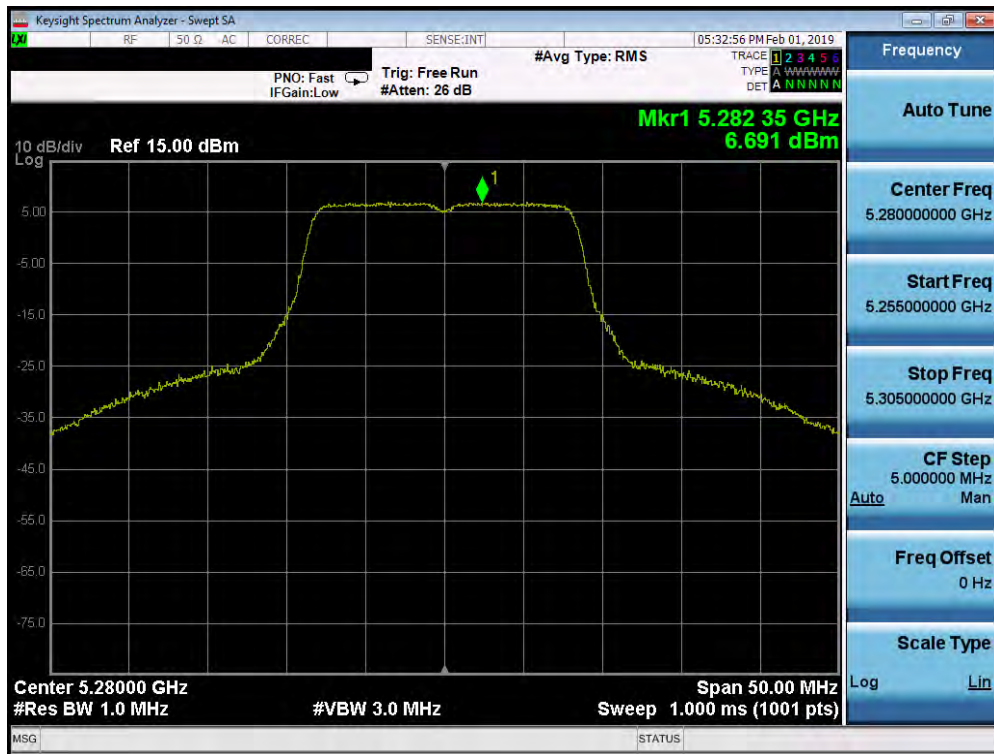 Keysight Spectrum Analyzer - Swept SA
LXI RF 50 Ω AC CORREC SENSE:INT 05:32:56 PM Feb 01, 2019
#Avg Type: RMS
TRACE 1 2 3 4 5 6
TYPE A WWWWW
DET A N N N N N
PNO: Fast
IFGain:Low
Trig: Free Run
#Atten: 26 dB
Mkr1 5.282 35 GHz
6.691 dBm
10 dB/div
Log
Ref 15.00 dBm
1
5.00
-5.00
-15.0
-25.0
-35.0
-45.0
-55.0
-65.0
-75.0
Center 5.28000 GHz
Span 50.00 MHz
#Res BW 1.0 MHz
#VBW 3.0 MHz
Sweep 1.000 ms (1001 pts)
MSG
STATUS
Frequency
Auto Tune
Center Freq
5.280000000 GHz
Start Freq
5.255000000 GHz
Stop Freq
5.305000000 GHz
CF Step
5.000000 MHz
Auto Man
Freq Offset
0 Hz
Scale Type
Log Lin